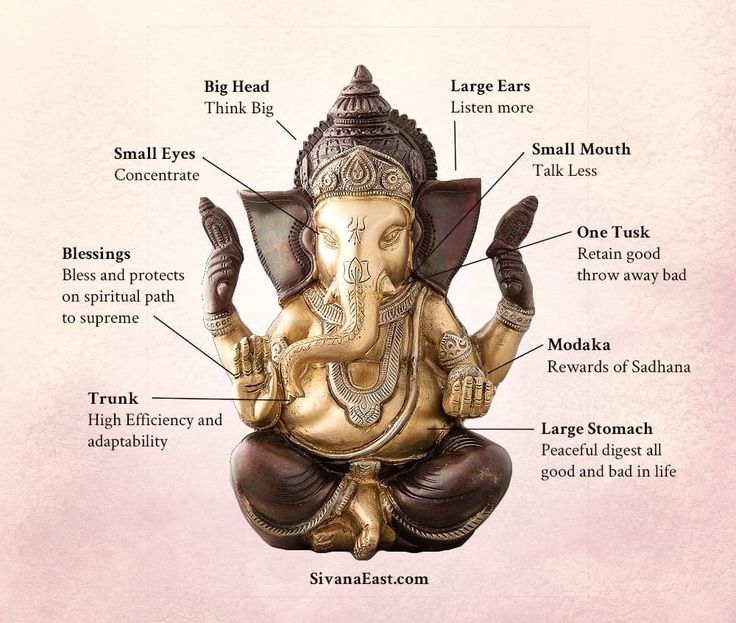 Big Head
Think Big
Large Ears
Listen more
Small Eyes
Concentrate
Small Mouth
Talk Less
One Tusk
Retain good
throw away bad
Blessings
Bless and protects
on spiritual path
to supreme
Modaka
Rewards of Sadhana
Trunk
High Efficiency and
adaptability
Large Stomach
Peaceful digest all
good and bad in life
SivanaEast.com